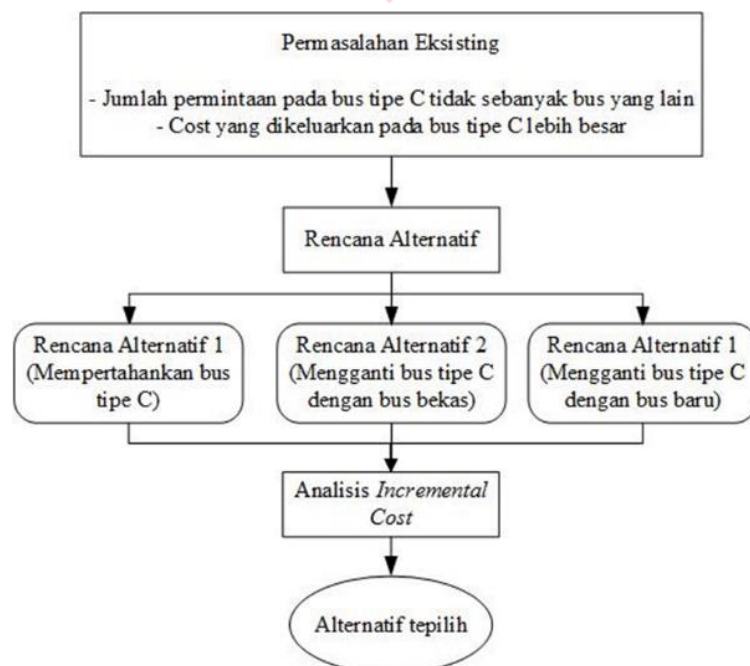 Permasalahan Eksisting
- Jumlah permintaan pada bus tipe C tidak sebanyak bus yang lain
- Cost yang dikeluarkan pada bus tipe C lebih besar
Rencana Alternatif
Rencana Alternatif 1
(Mempertahankan bus
tipe C)
Rencana Alternatif 2
(Mengganti bus tipe C
dengan bus bekas)
Rencana Alternatif 1
(Mengganti bus tipe C
dengan bus baru)
Analisis Incremental
Cost
Alternatif tepilih